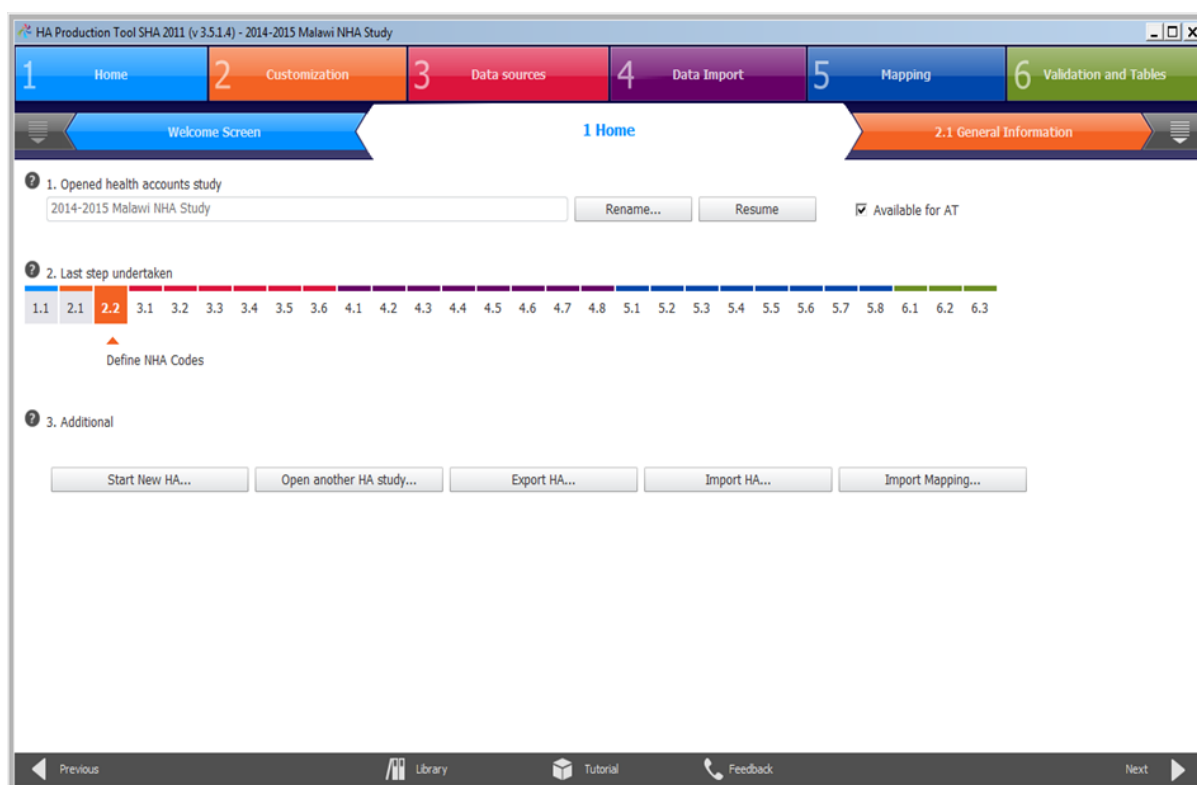 HA Production Tool SHA 2011 (v 3.5.1.4) - 2014-2015 Malawi NHA Study
1 Home 2 Customization 3 Data sources 4 Data Import 5 Mapping 6 Validation and Tables
Welcome Screen 1 Home 2.1 General Information
? 1. Opened health accounts study
2014-2015 Malawi NHA Study Rename... Resume Available for AT
? 2. Last step undertaken
1.1 2.1 2.2 3.1 3.2 3.3 3.4 3.5 3.6 4.1 4.2 4.3 4.4 4.5 4.6 4.7 4.8 5.1 5.2 5.3 5.4 5.5 5.6 5.7 5.8 6.1 6.2 6.3
Define NHA Codes
? 3. Additional
Start New HA... Open another HA study... Export HA... Import HA... Import Mapping...
Previous Library Tutorial Feedback Next